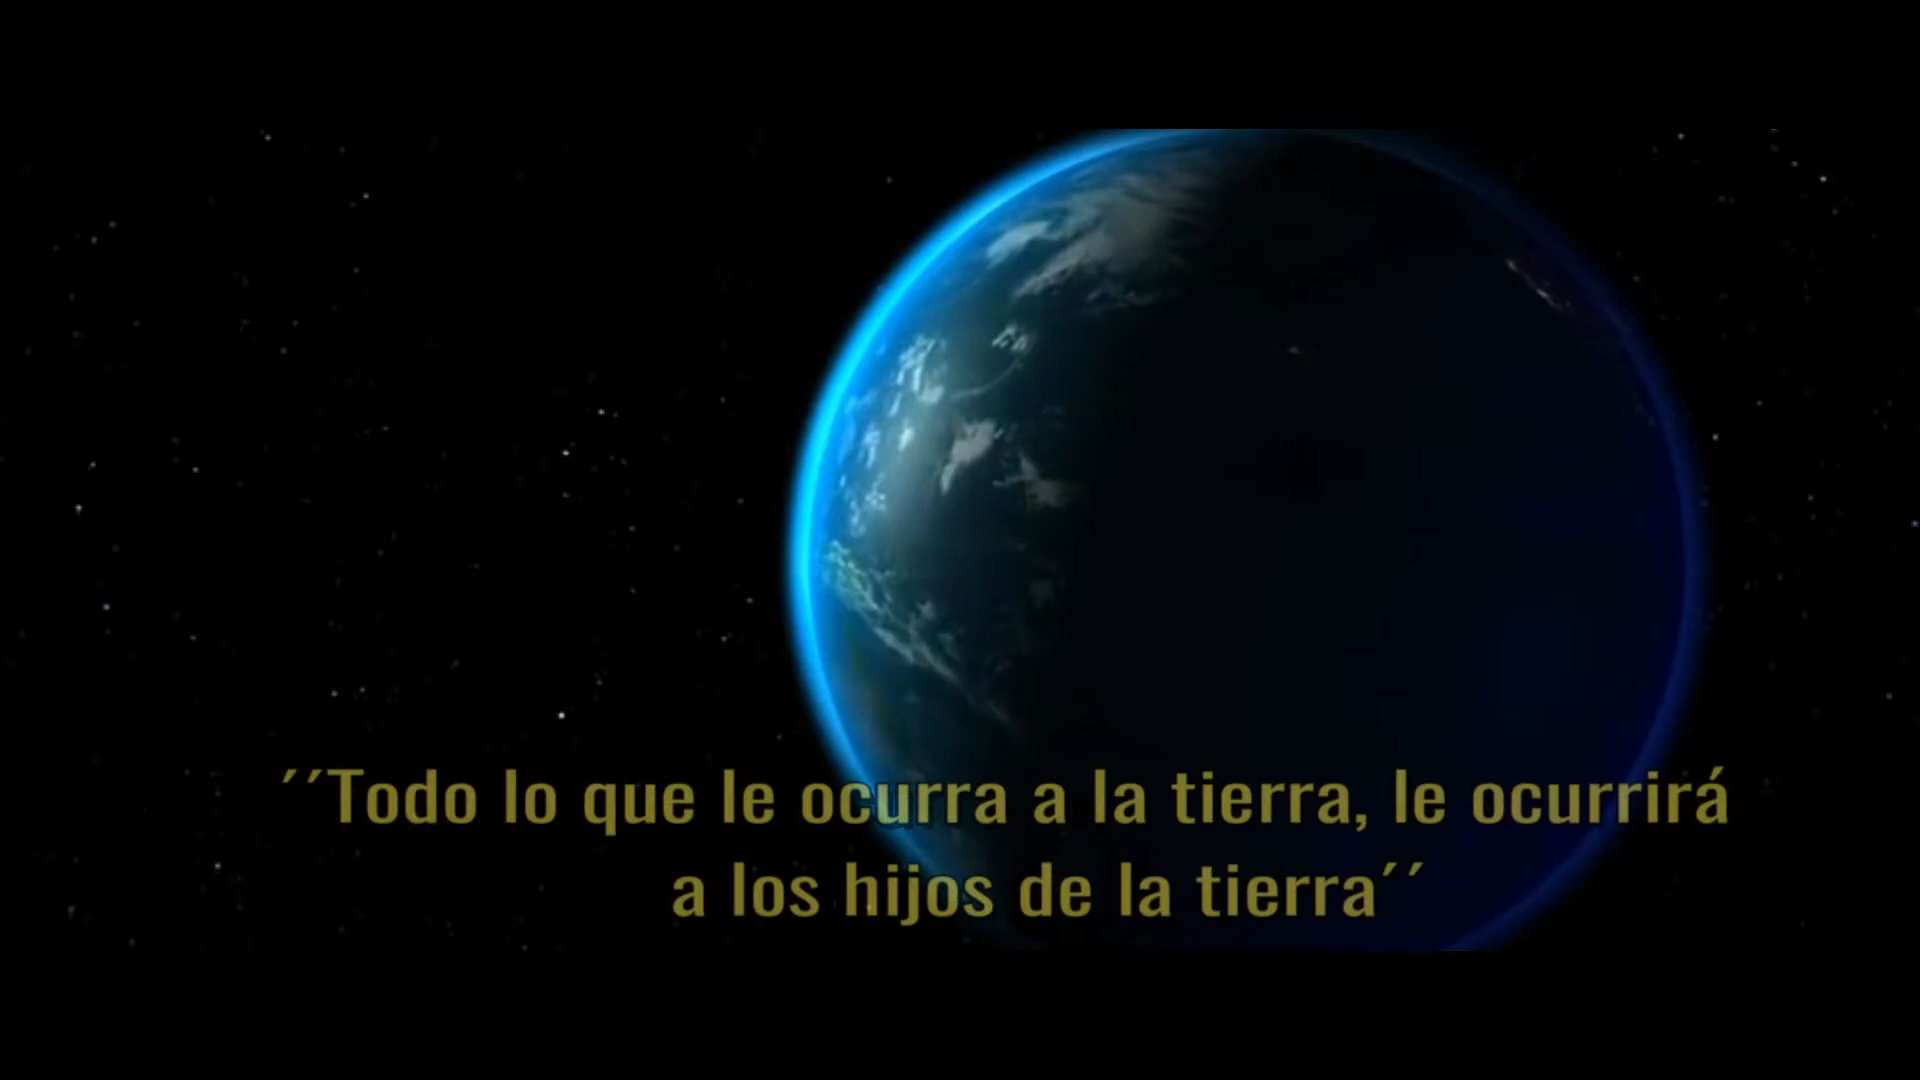 ´´Todo lo que le ocurra a la tierra, le ocurrirá
a los hijos de la tierra´´